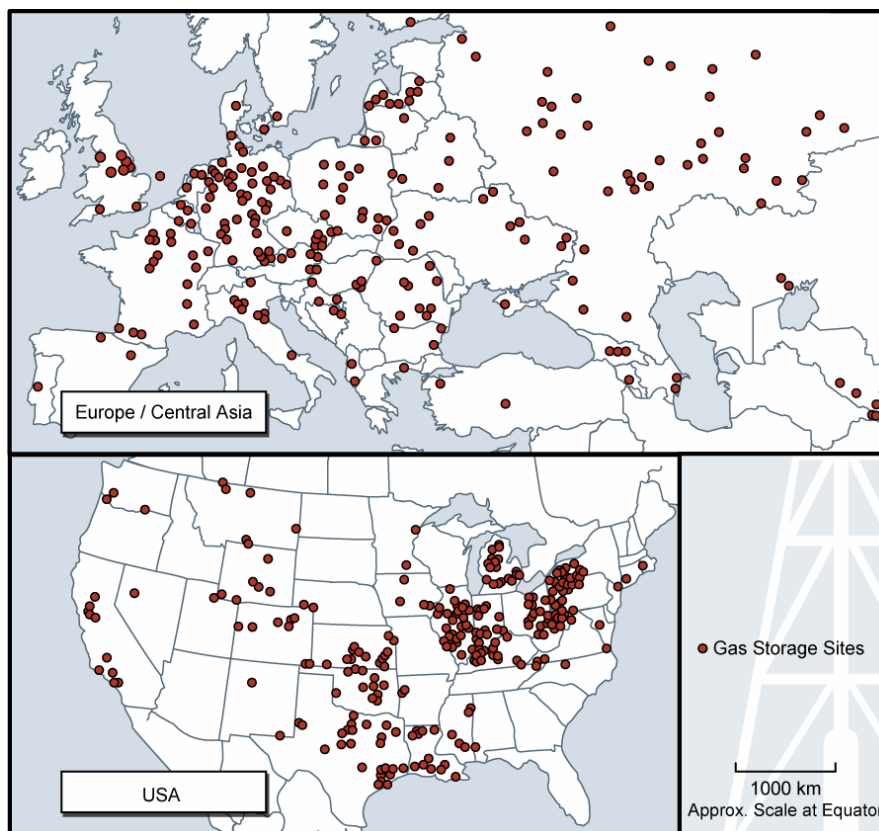 Europe / Central Asia
USA
Gas Storage Sites
1000 km
Approx. Scale at Equator